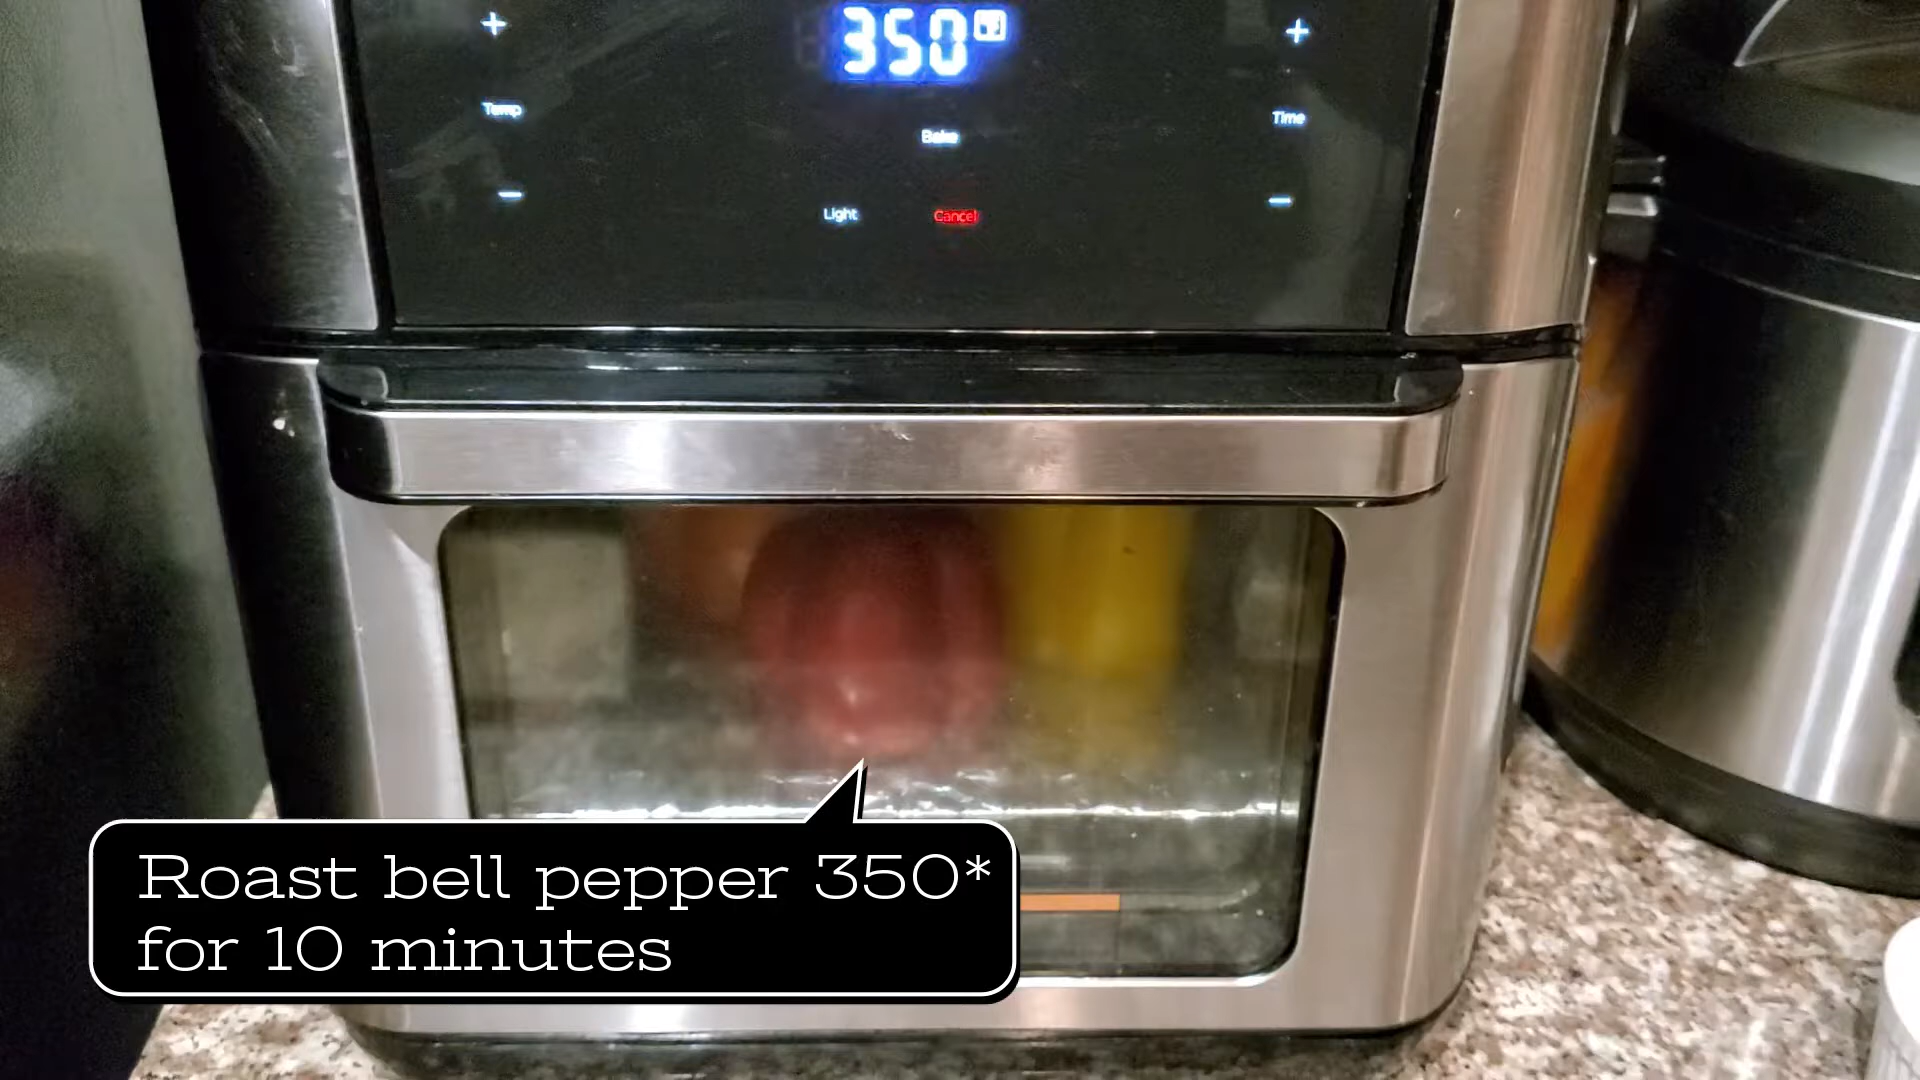 + 350 °F +
Temp Time
Bake
- -
Light Cancel
Roast bell pepper 350*
for 10 minutes